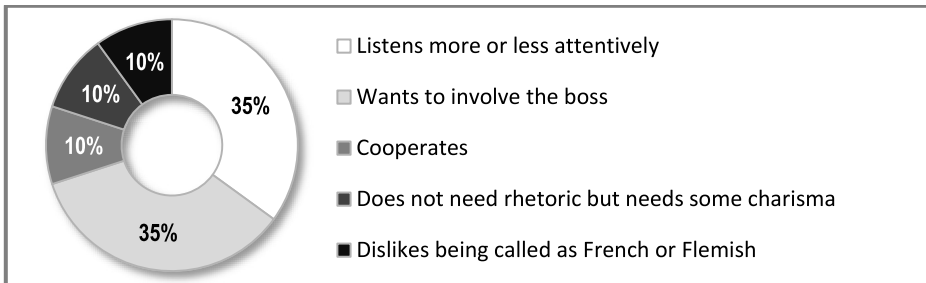 10%
10%
10%
35%
35%
Listens more or less attentively
Wants to involve the boss
Cooperates
Does not need rhetoric but needs some charisma
Dislikes being called as French or Flemish